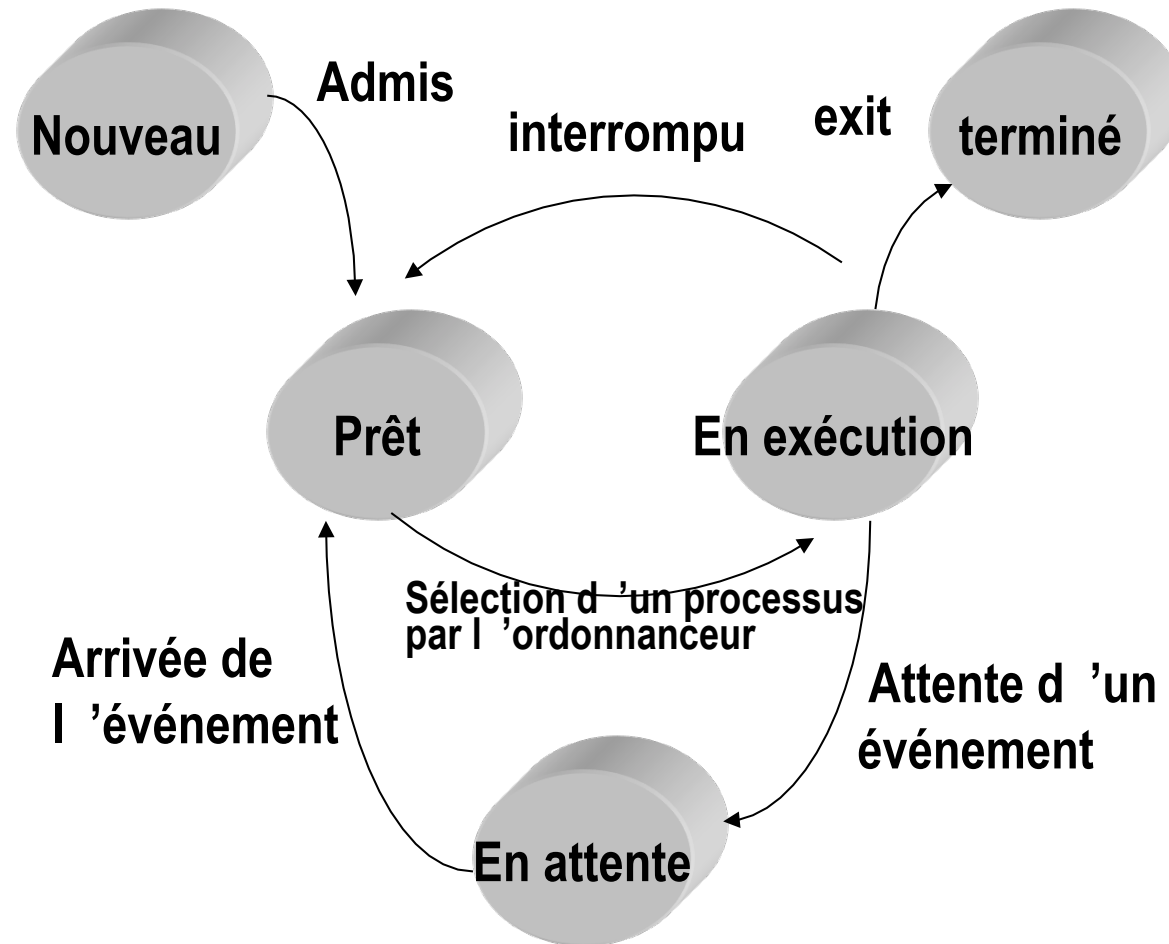 Admis
Nouveau
interrompu
exit
terminé
Prêt
En exécution
Sélection d ’un processus
par l ’ordonnanceur
Arrivée de
l ’événement
Attente d ’un
événement
En attente